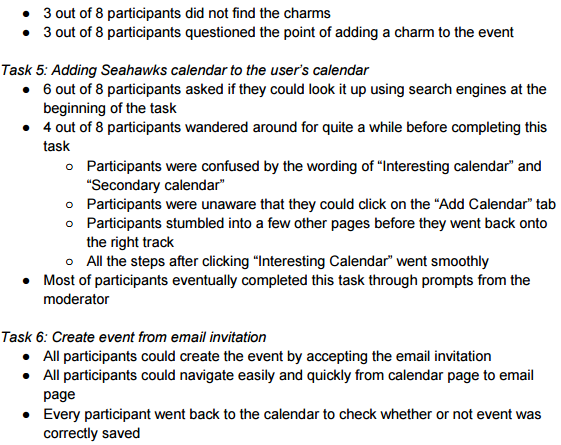 ● 3 out of 8 participants did not find the charms
● 3 out of 8 participants questioned the point of adding a charm to the event
Task 5: Adding Seahawks calendar to the user's calendar
● 6 out of 8 participants asked if they could look it up using search engines at the
beginning of the task
● 4 out of 8 participants wandered around for quite a while before completing this
task
○ Participants were confused by the wording of “Interesting calendar” and
“Secondary calendar”
○ Participants were unaware that they could click on the “Add Calendar” tab
○ Participants stumbled into a few other pages before they went back onto
the right track
○ All the steps after clicking “Interesting Calendar” went smoothly
● Most of participants eventually completed this task through prompts from the
moderator
Task 6: Create event from email invitation
● All participants could create the event by accepting the email invitation
● All participants could navigate easily and quickly from calendar page to email
page
● Every participant went back to the calendar to check whether or not event was
correctly saved